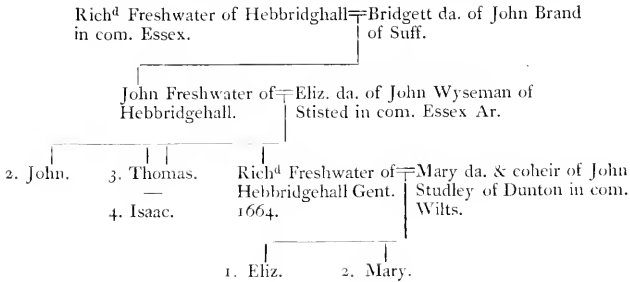 Richᵈ Freshwater of Hebbridghall=Bridgett da. of John Brand
in com. Essex. of Suff.
John Freshwater of=Eliz. da. of John Wyseman of
Hebbridgehall. Stisted in com. Essex Ar.
2. John. 3. Thomas. Richᵈ Freshwater of=Mary da. & coheir of John
— Hebbridgehall Gent. Studley of Dunton in com.
4. Isaac. 1664. Wilts.
1. Eliz. 2. Mary.